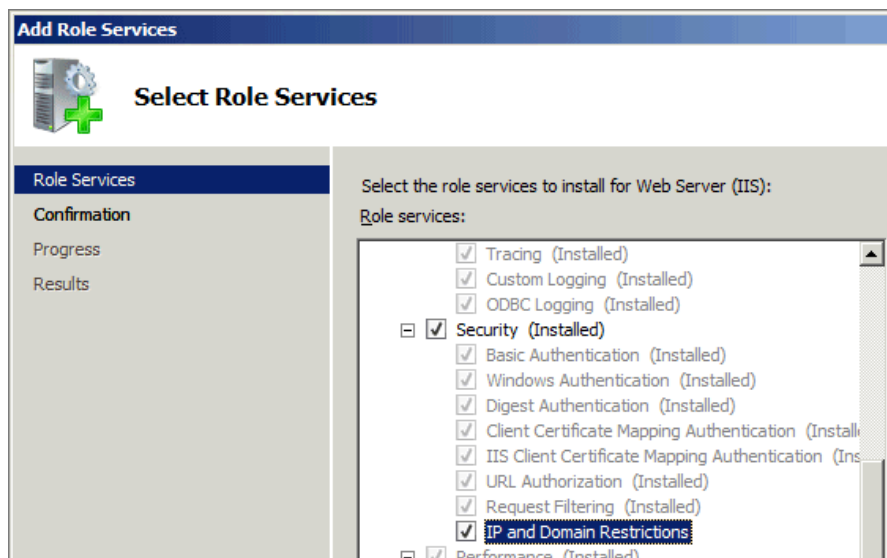 Add Role Services
Select Role Services
Role Services
Confirmation
Progress
Results
Select the role services to install for Web Server (IIS):
Role services:
Tracing (Installed)
Custom Logging (Installed)
ODBC Logging (Installed)
Security (Installed)
Basic Authentication (Installed)
Windows Authentication (Installed)
Digest Authentication (Installed)
Client Certificate Mapping Authentication (Install
IIS Client Certificate Mapping Authentication (Ins
URL Authorization (Installed)
Request Filtering (Installed)
IP and Domain Restrictions
Performance (Installed)